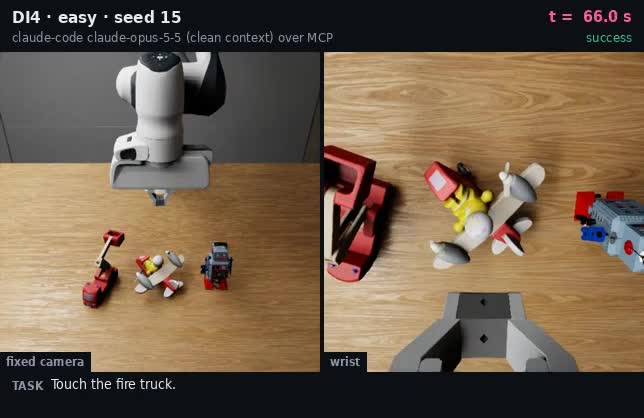 DI4 · easy · seed 15
t = 66.0 s
claude-code claude-opus-5-5 (clean context) over MCP
success
fixed camera
wrist
TASK Touch the fire truck.